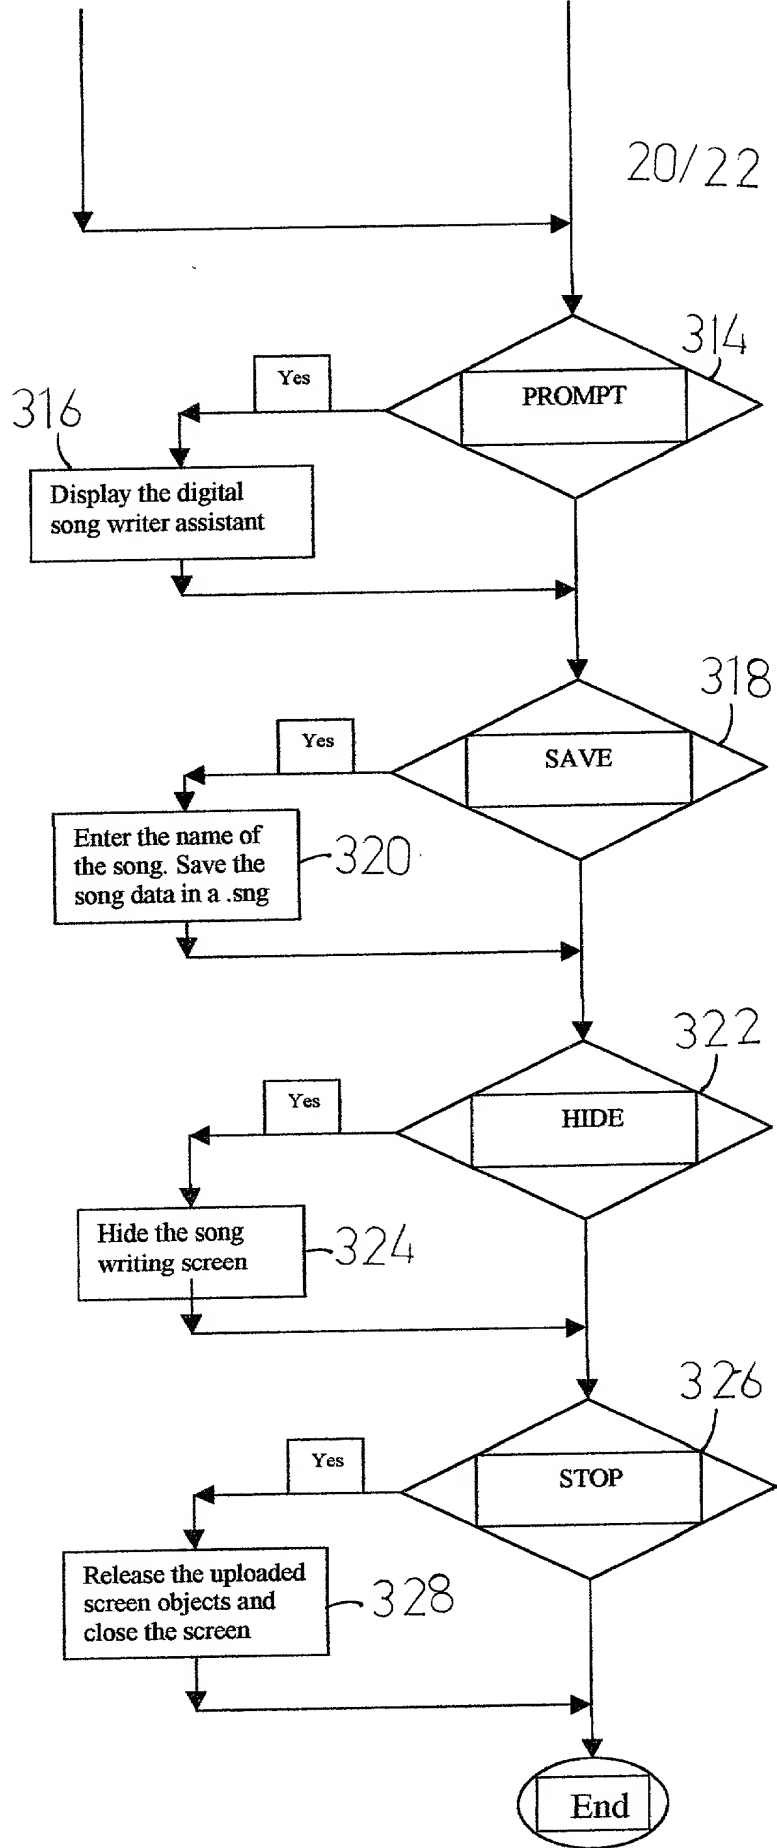 20/22
314
PROMPT
Yes
316
Display the digital
song writer assistant
318
SAVE
Yes
Enter the name of
the song. Save the
song data in a .sng
320
322
HIDE
Yes
Hide the song
writing screen
324
326
STOP
Yes
Release the uploaded
screen objects and
close the screen
328
End